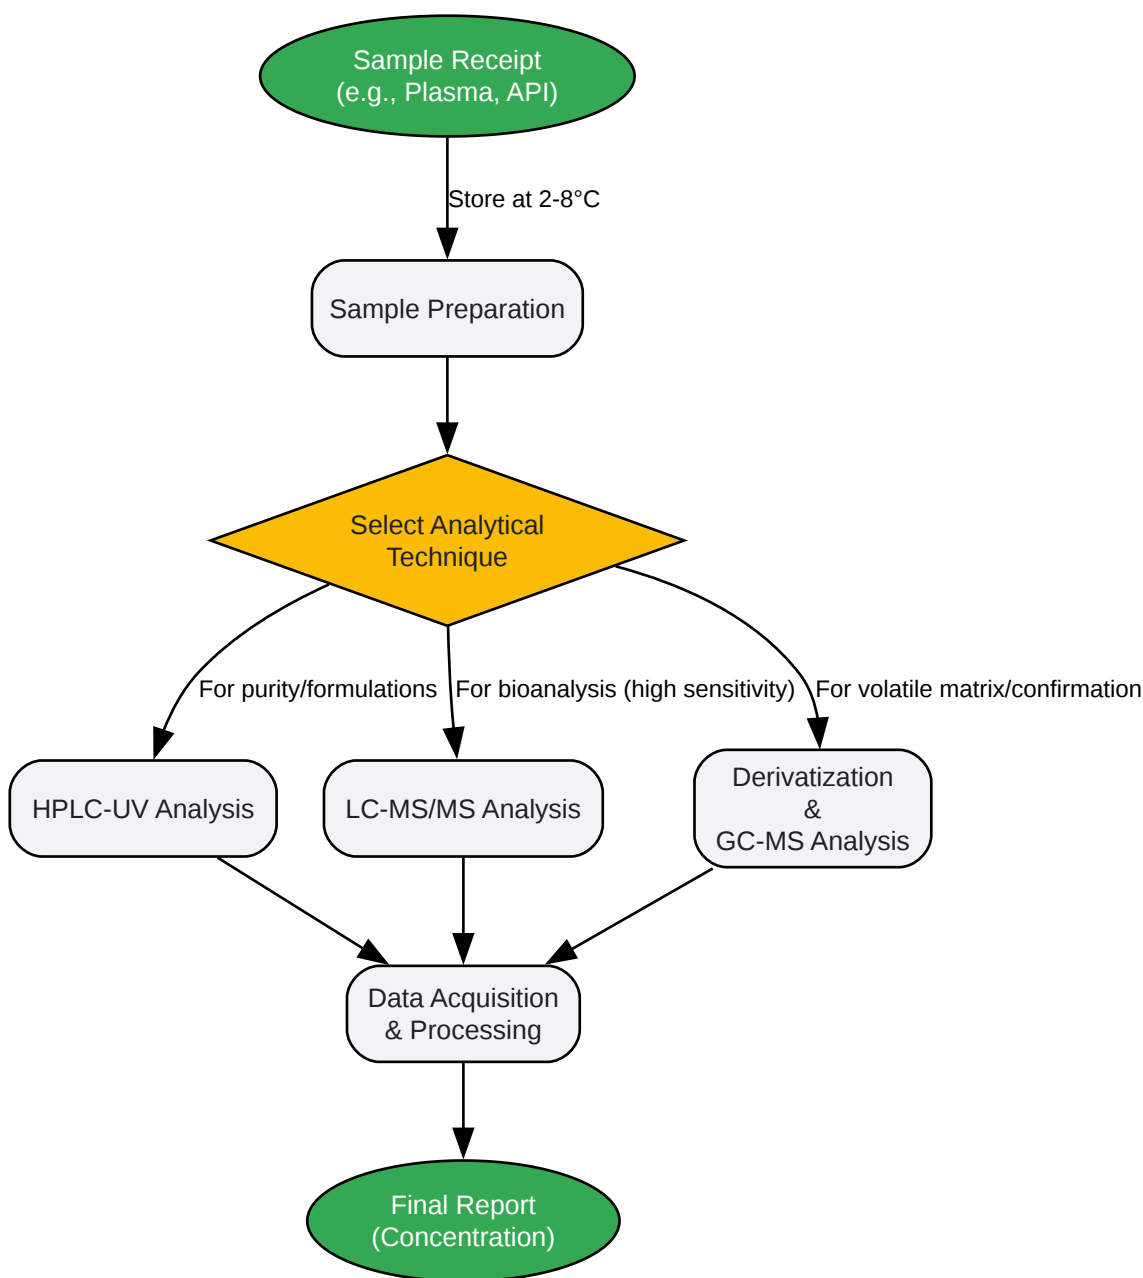 Sample Receipt
(e.g., Plasma, API)
Store at 2-8°C
Sample Preparation
Select Analytical
Technique
For purity/formulations
For bioanalysis (high sensitivity)
For volatile matrix/confirmation
HPLC-UV Analysis
LC-MS/MS Analysis
Derivatization
&
GC-MS Analysis
Data Acquisition
& Processing
Final Report
(Concentration)